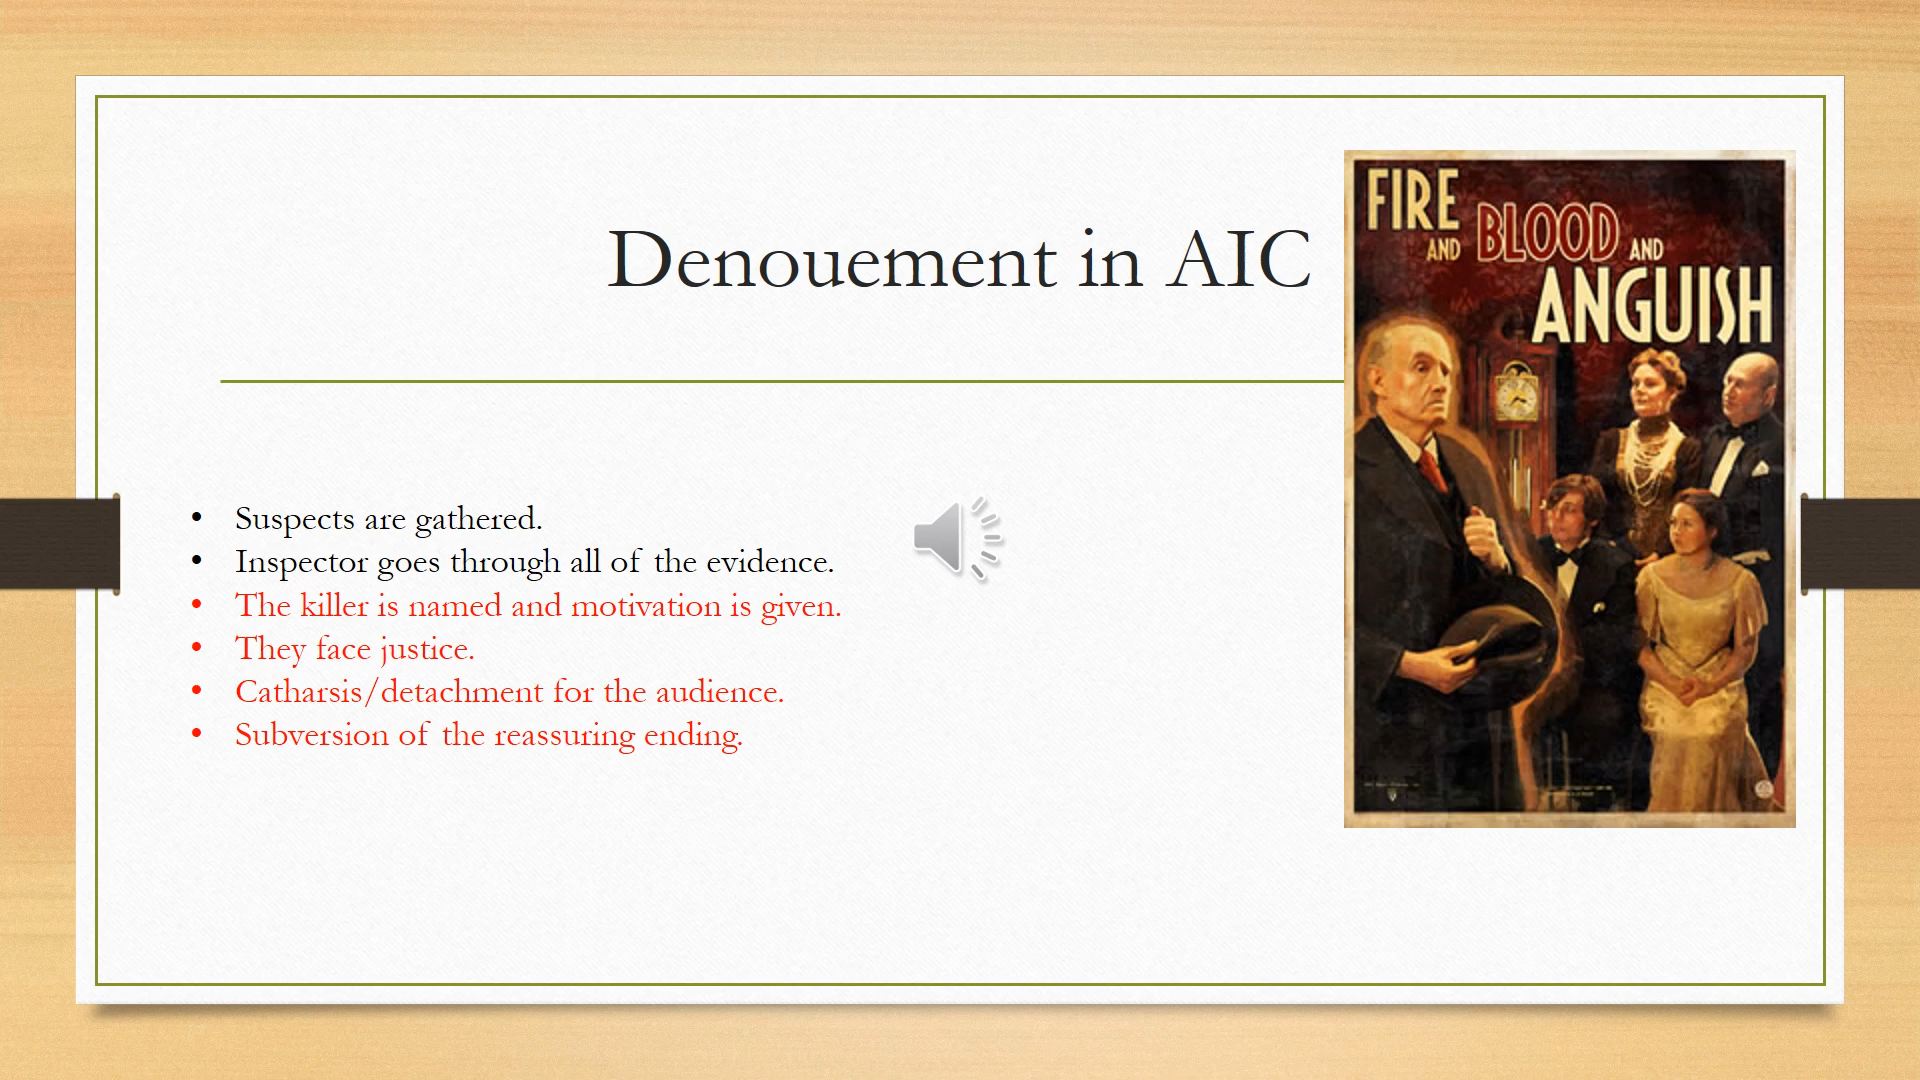 Denouement in AIC
• Suspects are gathered.
• Inspector goes through all of the evidence.
• The killer is named and motivation is given.
• They face justice.
• Catharsis/detachment for the audience.
• Subversion of the reassuring ending.
FIRE
AND BLOOD AND
ANGUISH